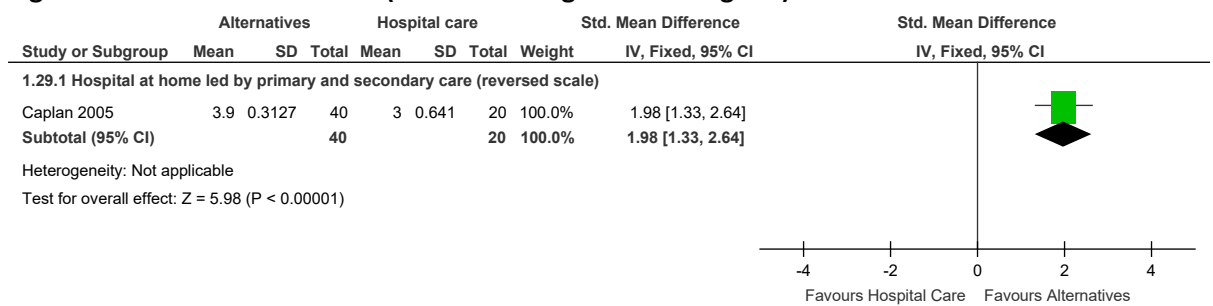 Alternatives Hospital care Std. Mean Difference Std. Mean Difference
Study or Subgroup Mean SD Total Mean SD Total Weight IV, Fixed, 95% CI IV, Fixed, 95% CI
1.29.1 Hospital at home led by primary and secondary care (reversed scale)
Caplan 2005 3.9 0.3127 40 3 0.641 20 100.0% 1.98 [1.33, 2.64]
Subtotal (95% CI) 40 20 100.0% 1.98 [1.33, 2.64]
Heterogeneity: Not applicable
Test for overall effect: Z = 5.98 (P < 0.00001)
-4 -2 0 2 4
Favours Hospital Care Favours Alternatives